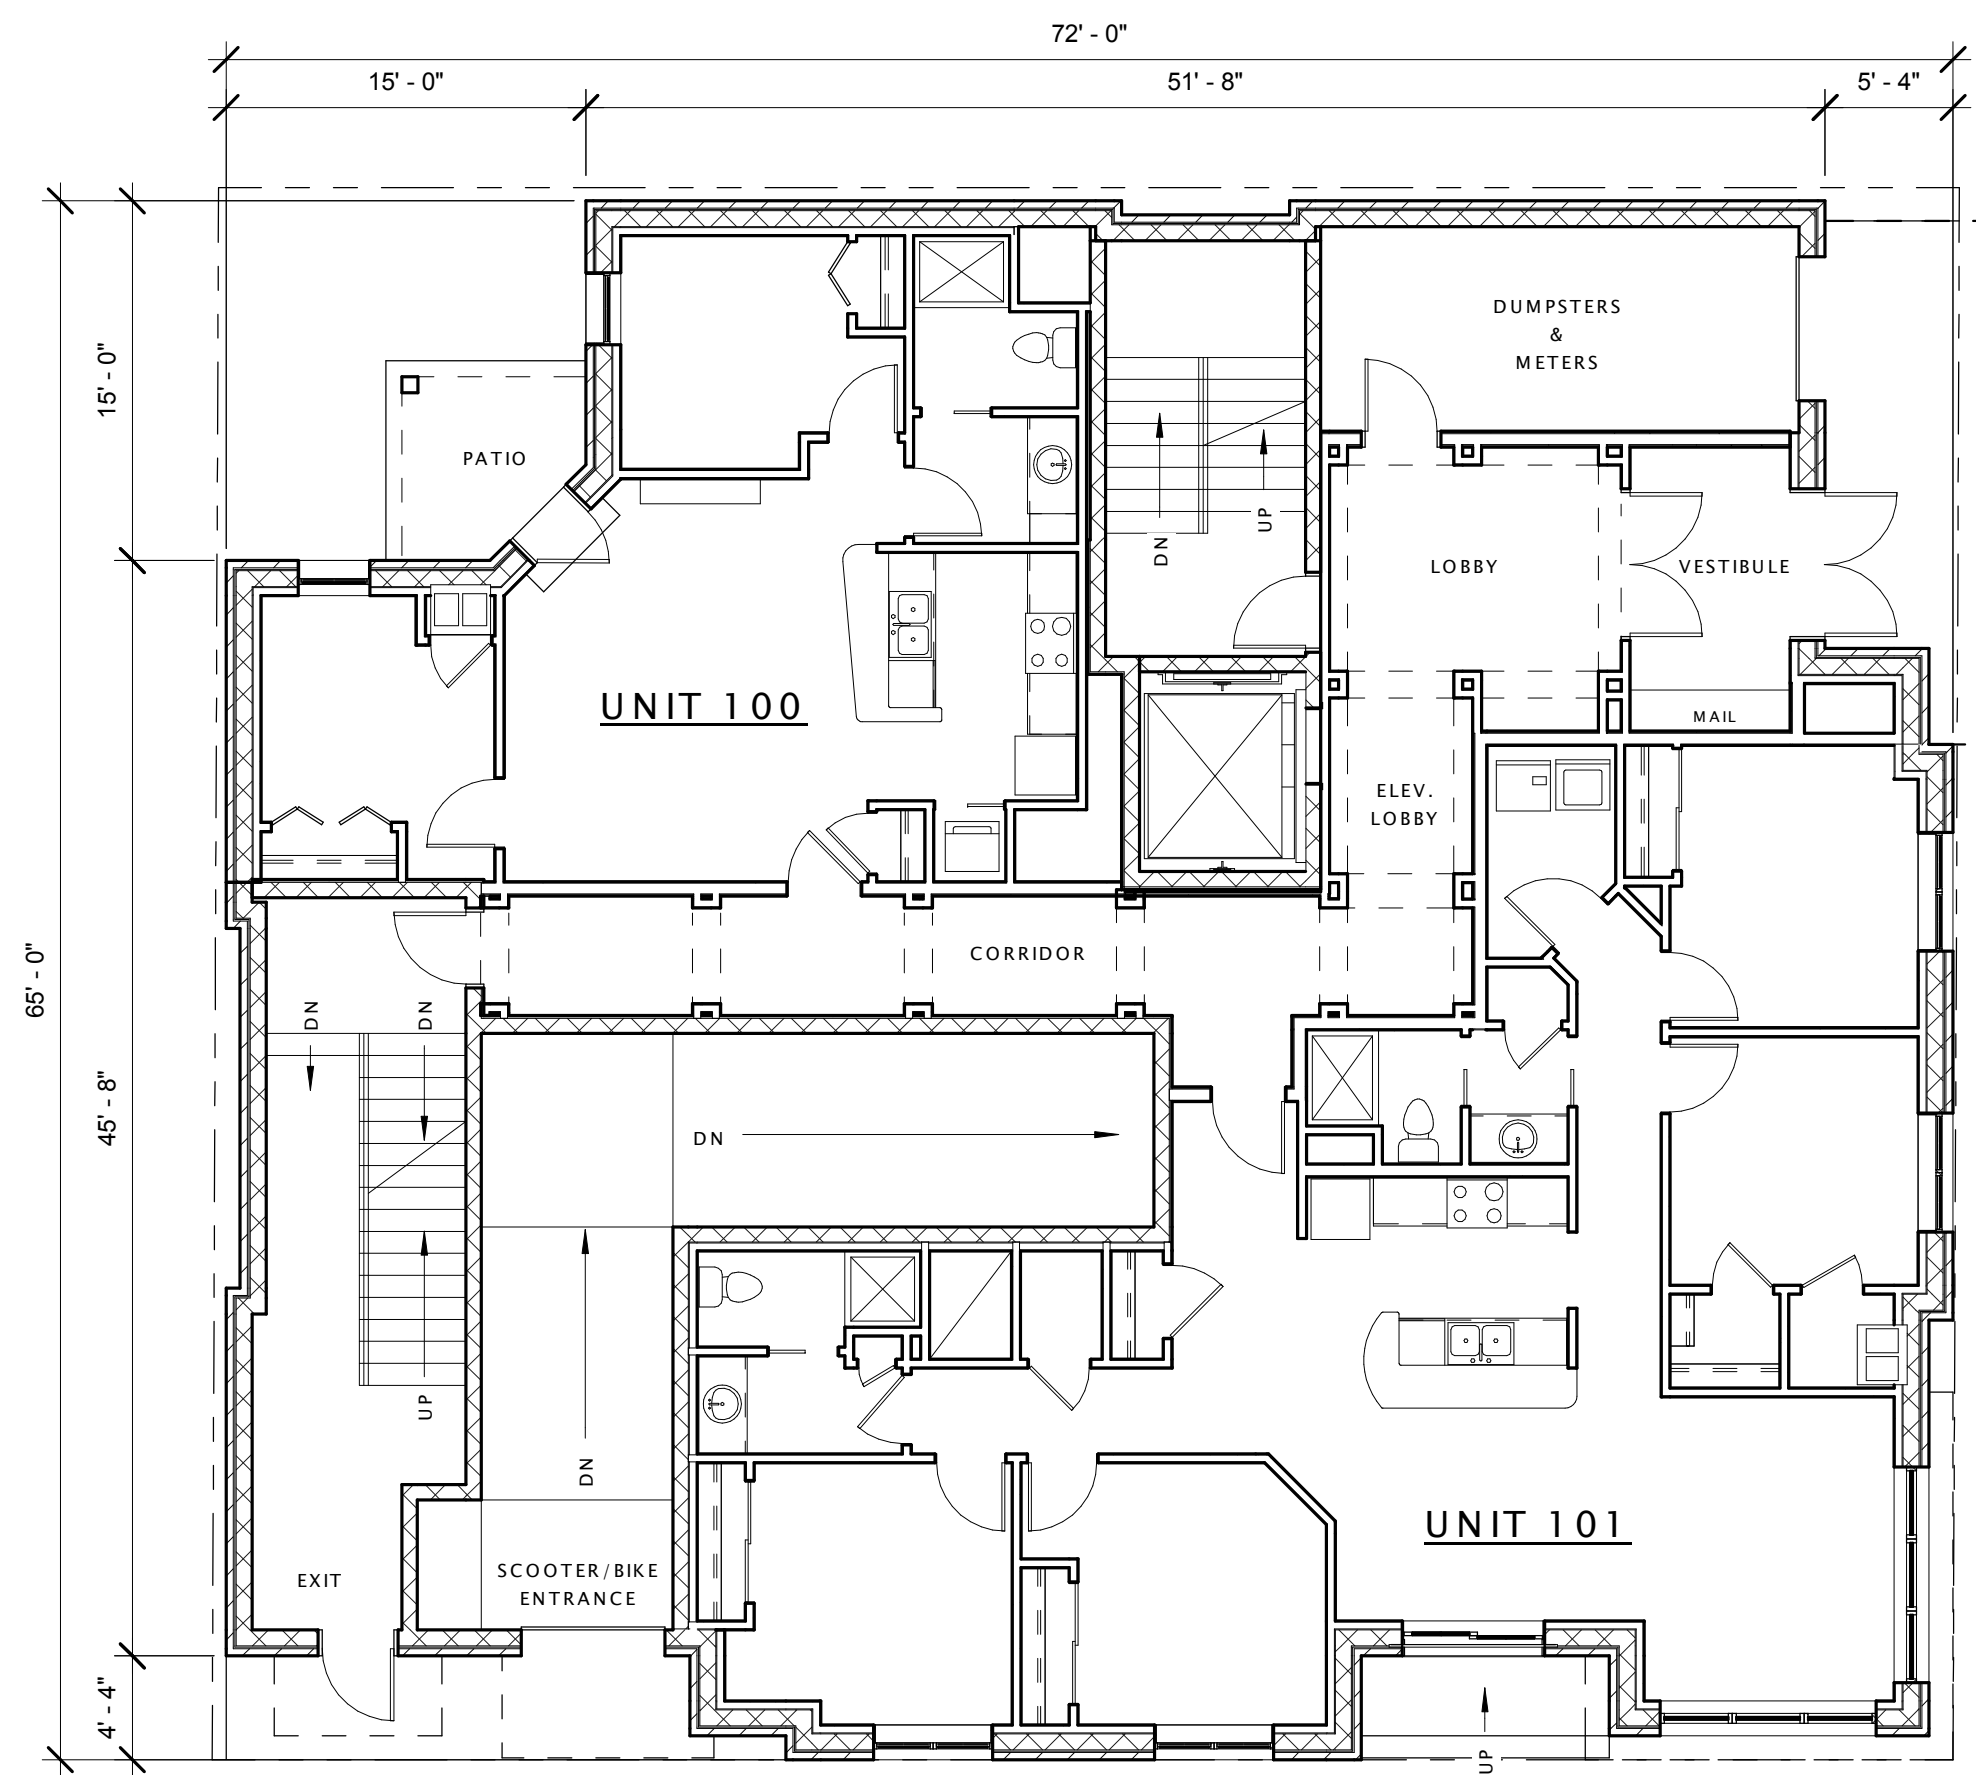 72' - 0"
15' - 0"
51' - 8"
5' - 4"
DUMPSTERS
&
METERS
15' - 0"
PATIO
DN
UP
LOBBY
VESTIBULE
UNIT 100
MAIL
ELEV.
LOBBY
CORRIDOR
65' - 0"
DN
DN
45' - 8"
DN
UP
DN
UNIT 101
EXIT
SCOOTER/BIKE
ENTRANCE
4' - 4"
UP